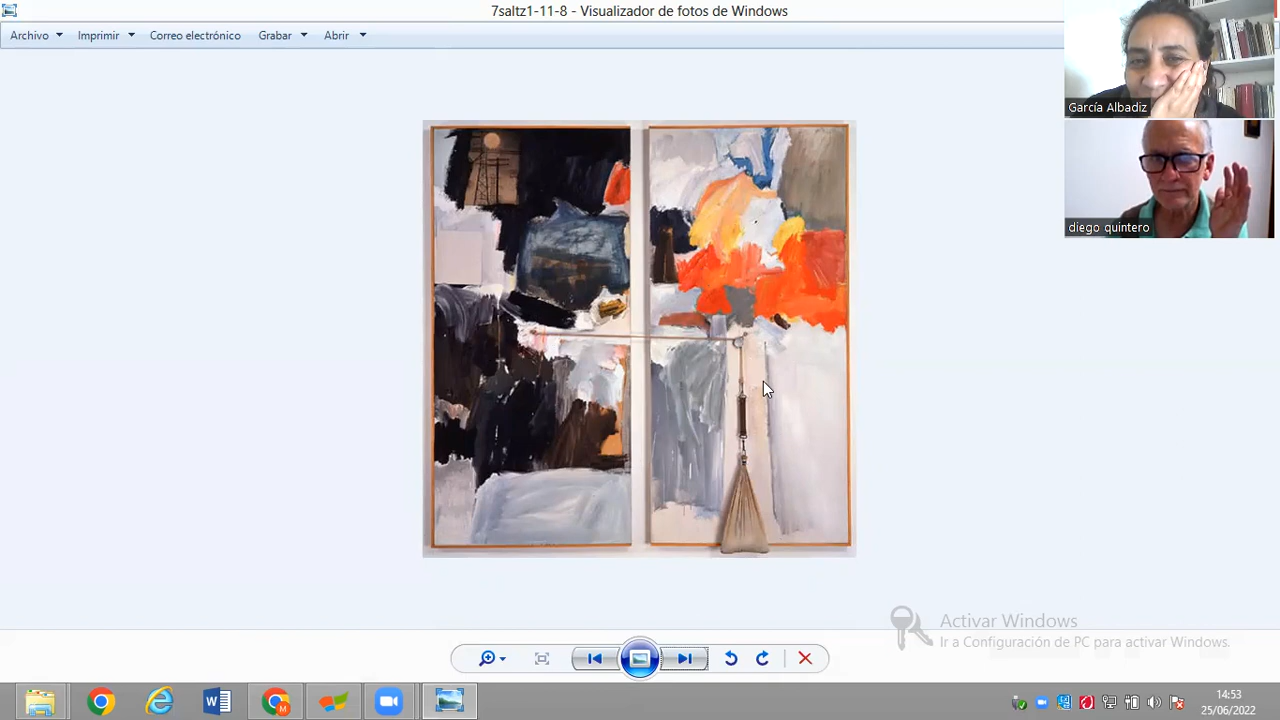 7saltz1-11-8 - Visualizador de fotos de Windows
Archivo Imprimir Correo electrónico Grabar Abrir
García Albadiz
diego quintero
Activar Windows
Ir a Configuración de PC para activar Windows.
14:53
25/06/2022